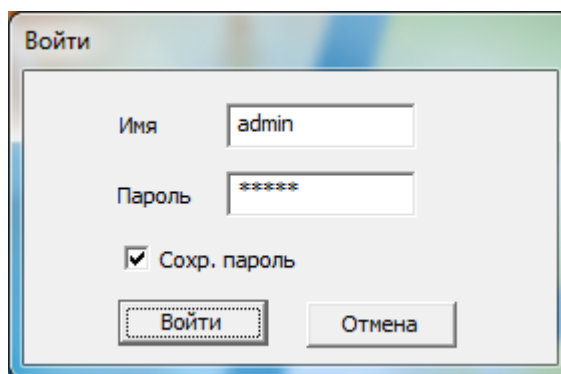 Войти
Имя admin
Пароль *****
Сохр. пароль
Войти Отмена